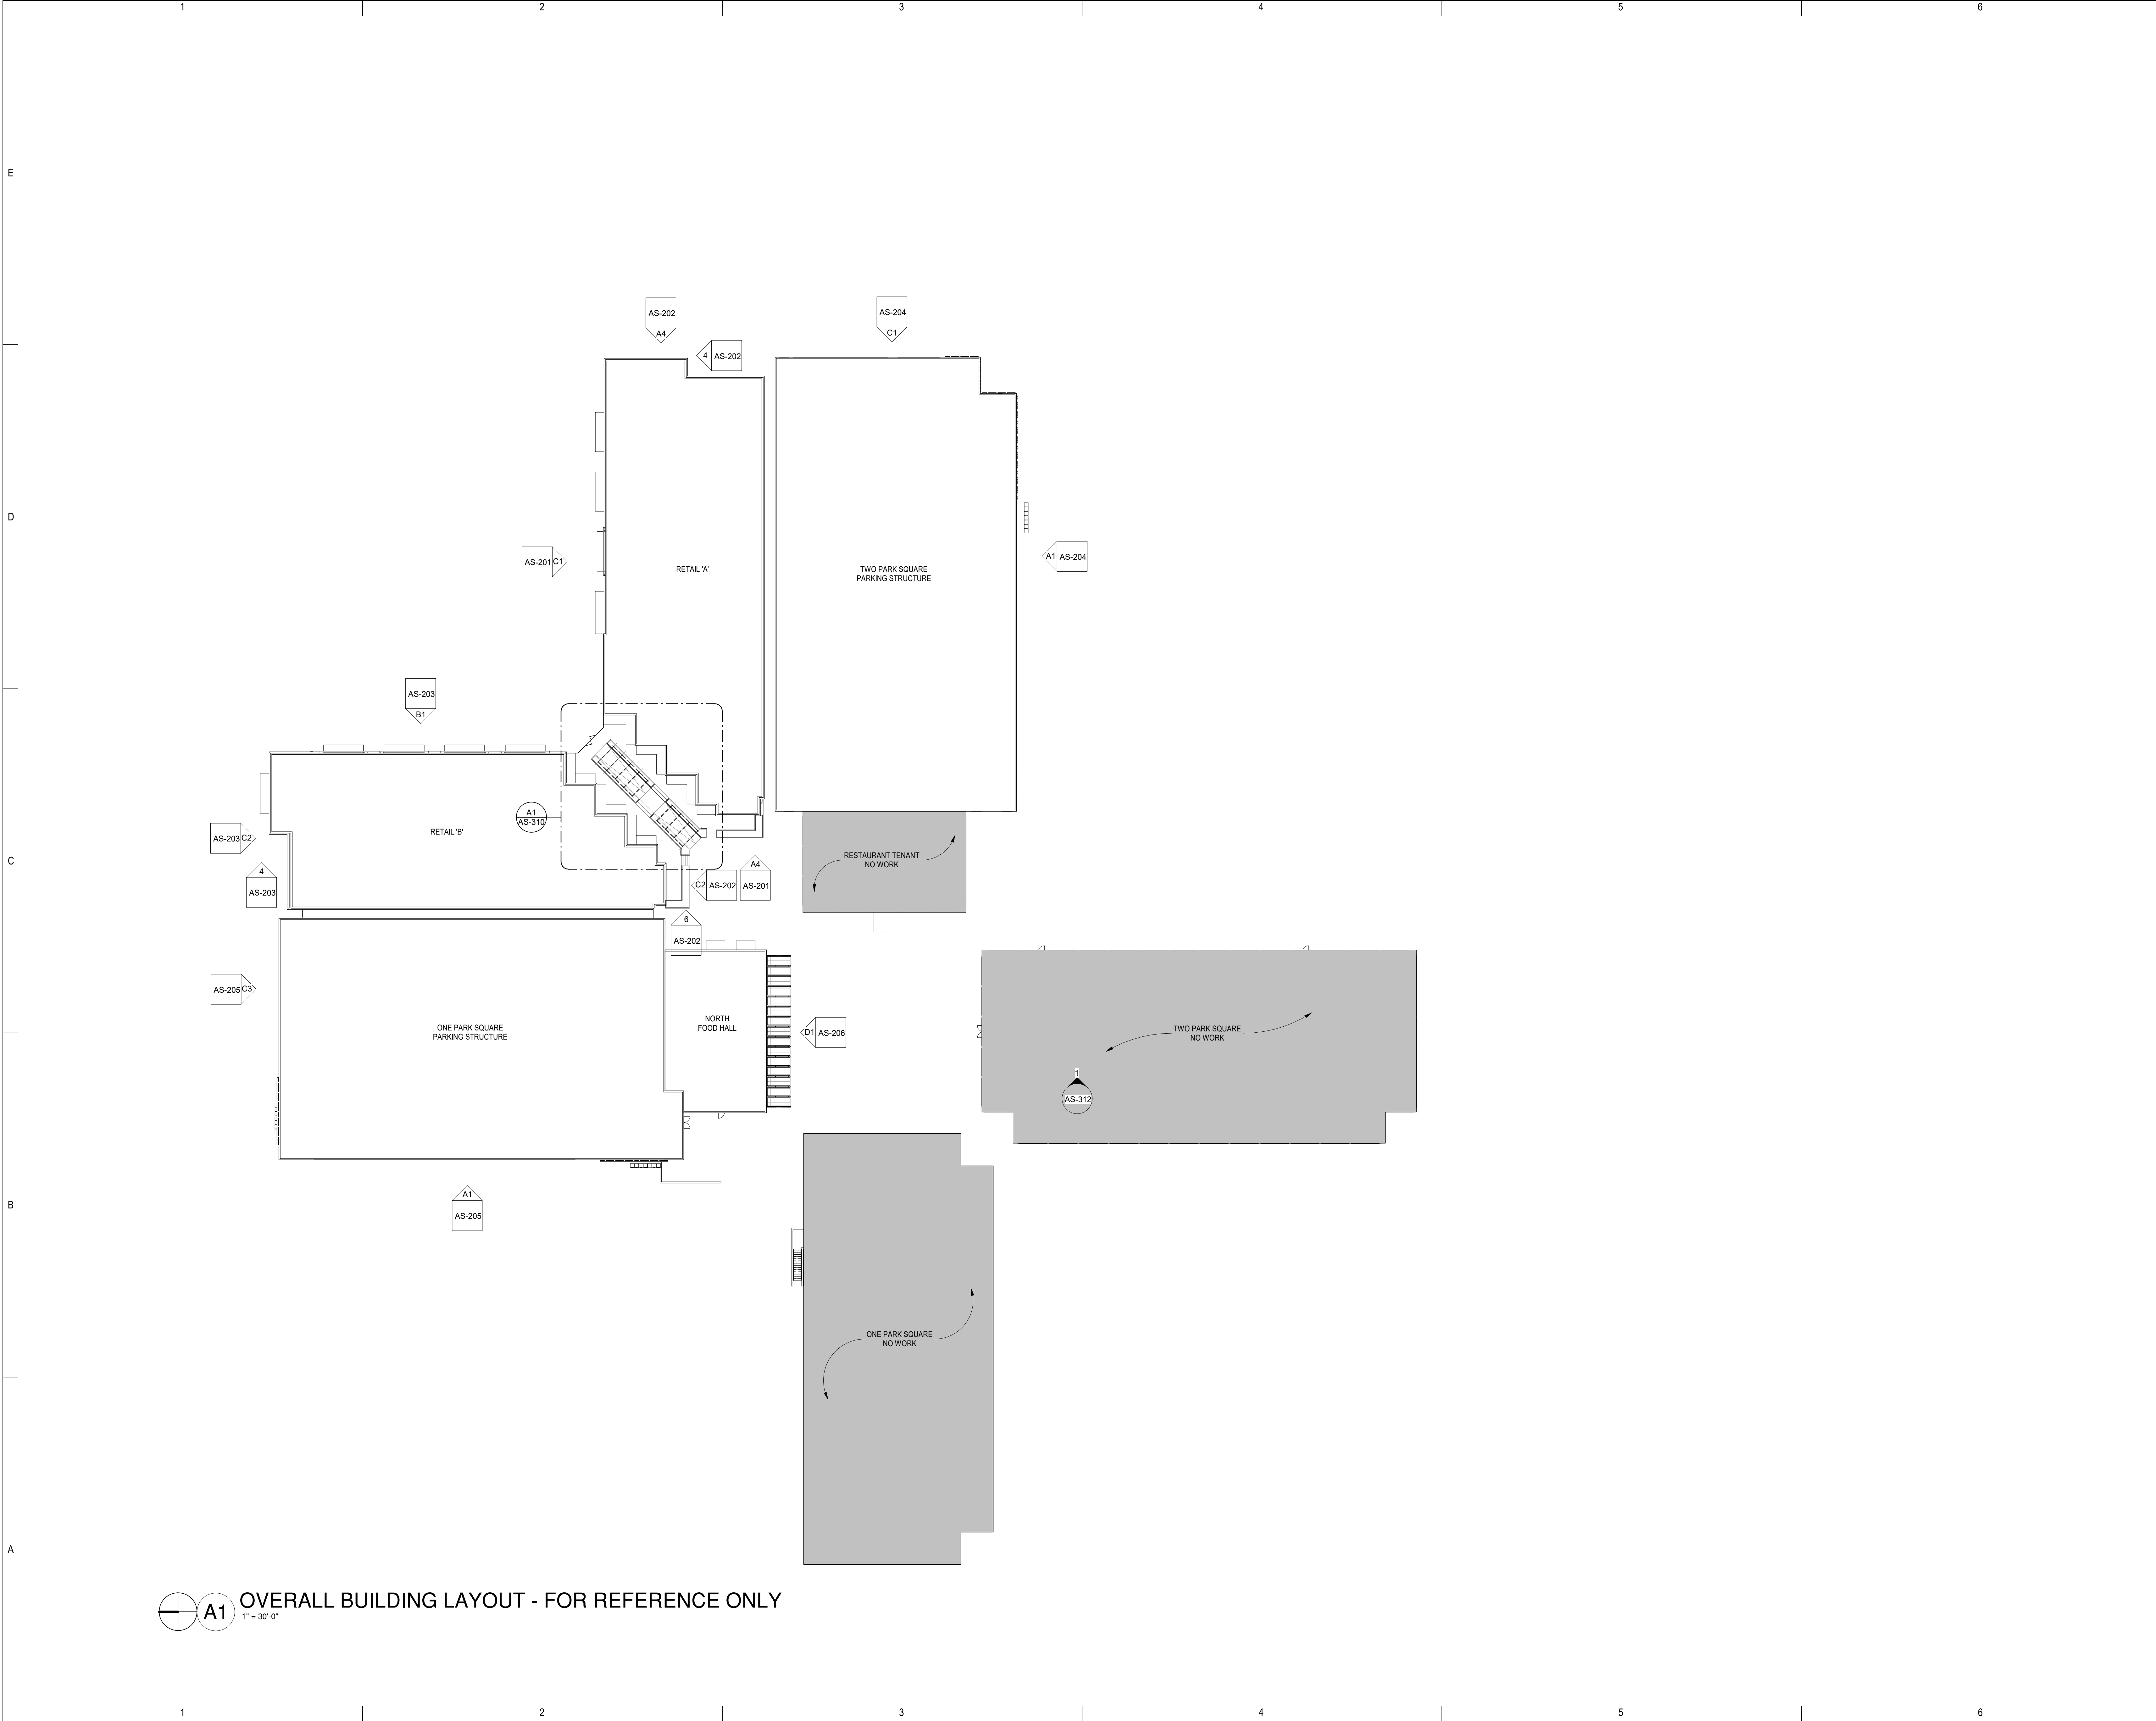 1 2 3 4 5 6
E
AS-202
A4
AS-204
C1
4 AS-202
D
AS-201 C1
A1 AS-204
RETAIL 'A'
TWO PARK SQUARE
PARKING STRUCTURE
AS-203
B1
A1
AS-310
RETAIL 'B'
AS-203 C2
C
RESTAURANT TENANT
NO WORK
4
AS-203
A4
AS-201
C2 AS-202
6
AS-202
AS-205 C3
NORTH
FOOD HALL
ONE PARK SQUARE
PARKING STRUCTURE
D1 AS-206
TWO PARK SQUARE
NO WORK
1
AS-312
A1
AS-205
B
ONE PARK SQUARE
NO WORK
A
A1 OVERALL BUILDING LAYOUT - FOR REFERENCE ONLY
1" = 30'-0"
1 2 3 4 5 6